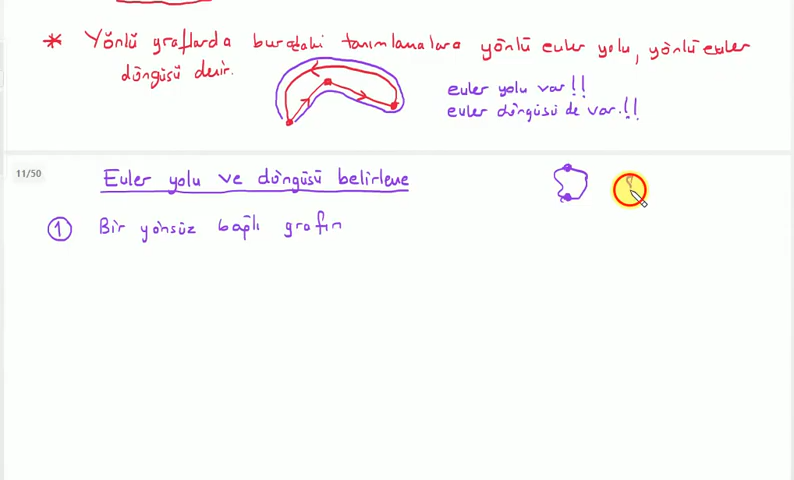 * Yönlü graflarda burdaki tanımlamalara yönlü euler yolu, yönlü euler
döngüsü denir.
euler yolu var!!
euler döngüsü de var!!
11/50
Euler yolu ve döngüsü belirleme
1 Bir yönsüz bağlı grafın